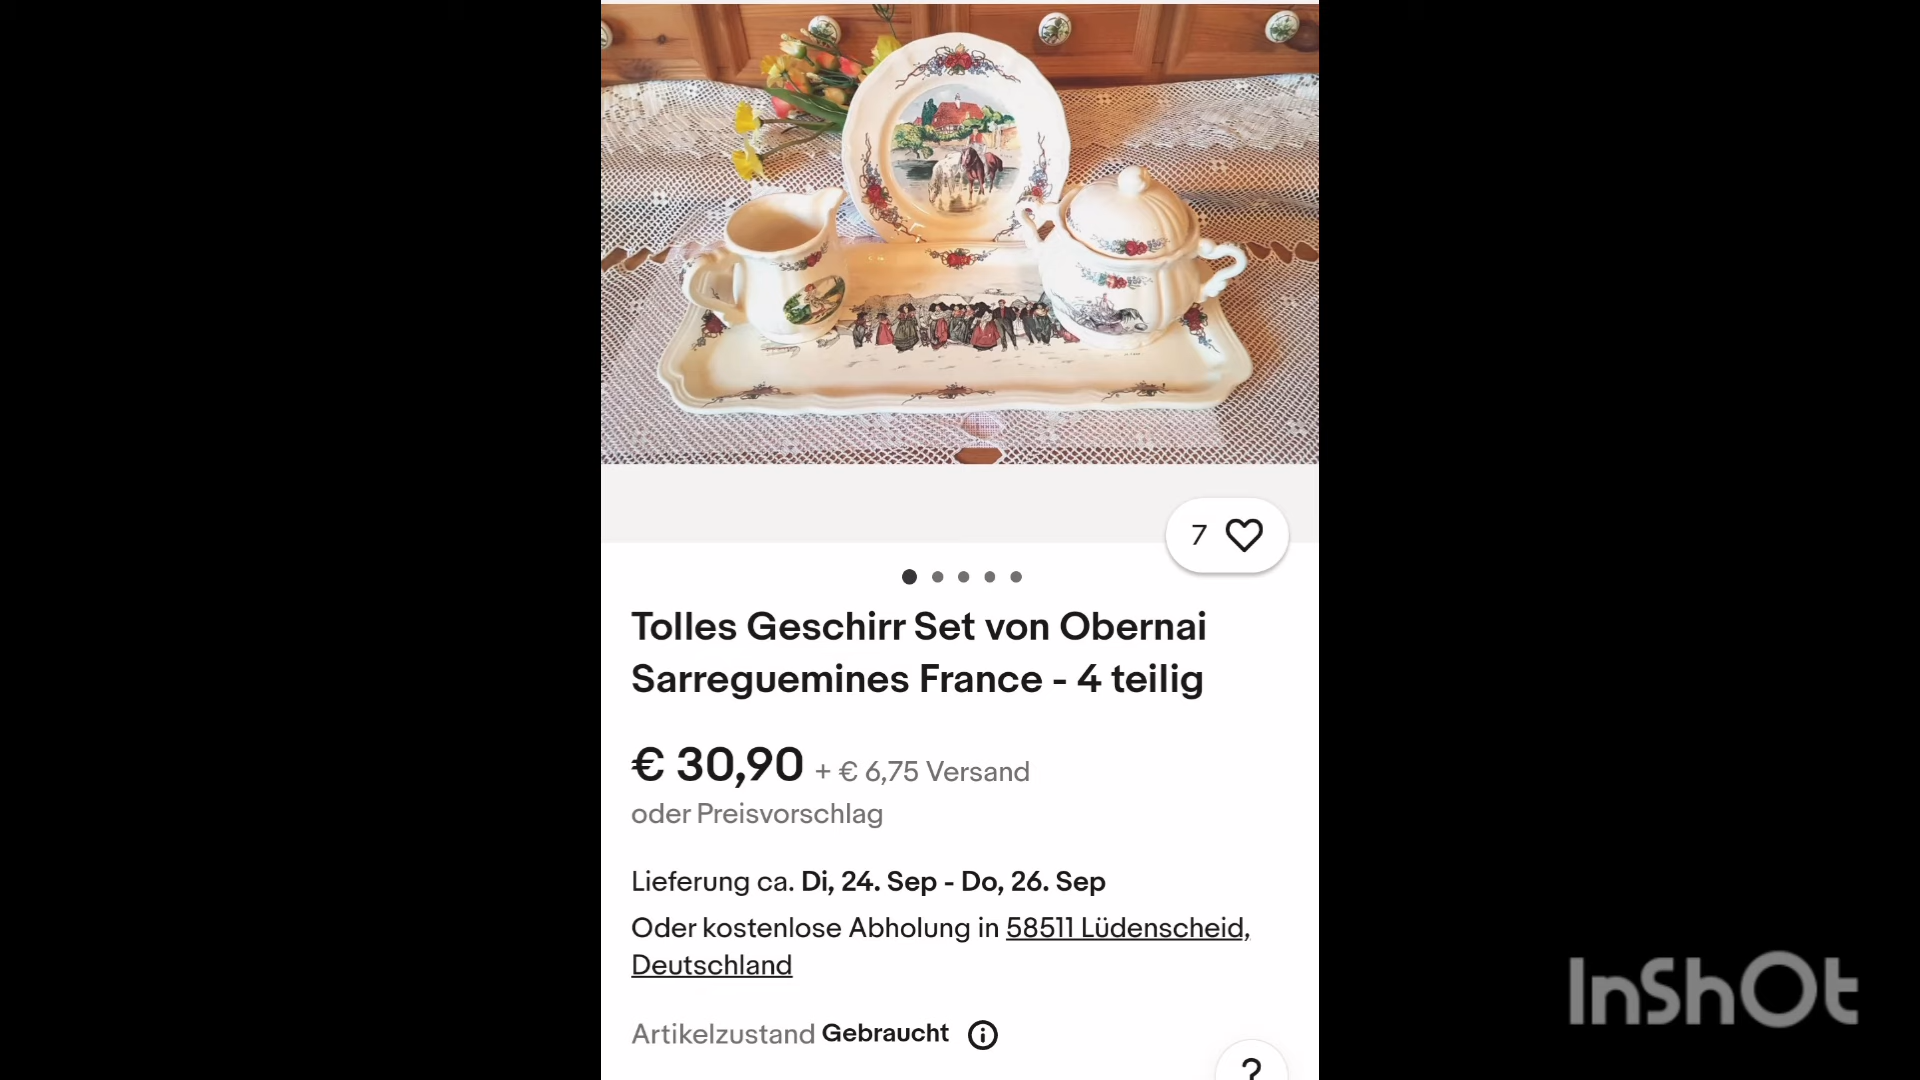 7
Tolles Geschirr Set von Obernai
Sarreguemines France - 4 teilig
€ 30,90 + € 6,75 Versand
oder Preisvorschlag
Lieferung ca. Di, 24. Sep - Do, 26. Sep
Oder kostenlose Abholung in 58511 Lüdenscheid,
Deutschland
Artikelzustand Gebraucht
?
InShOt